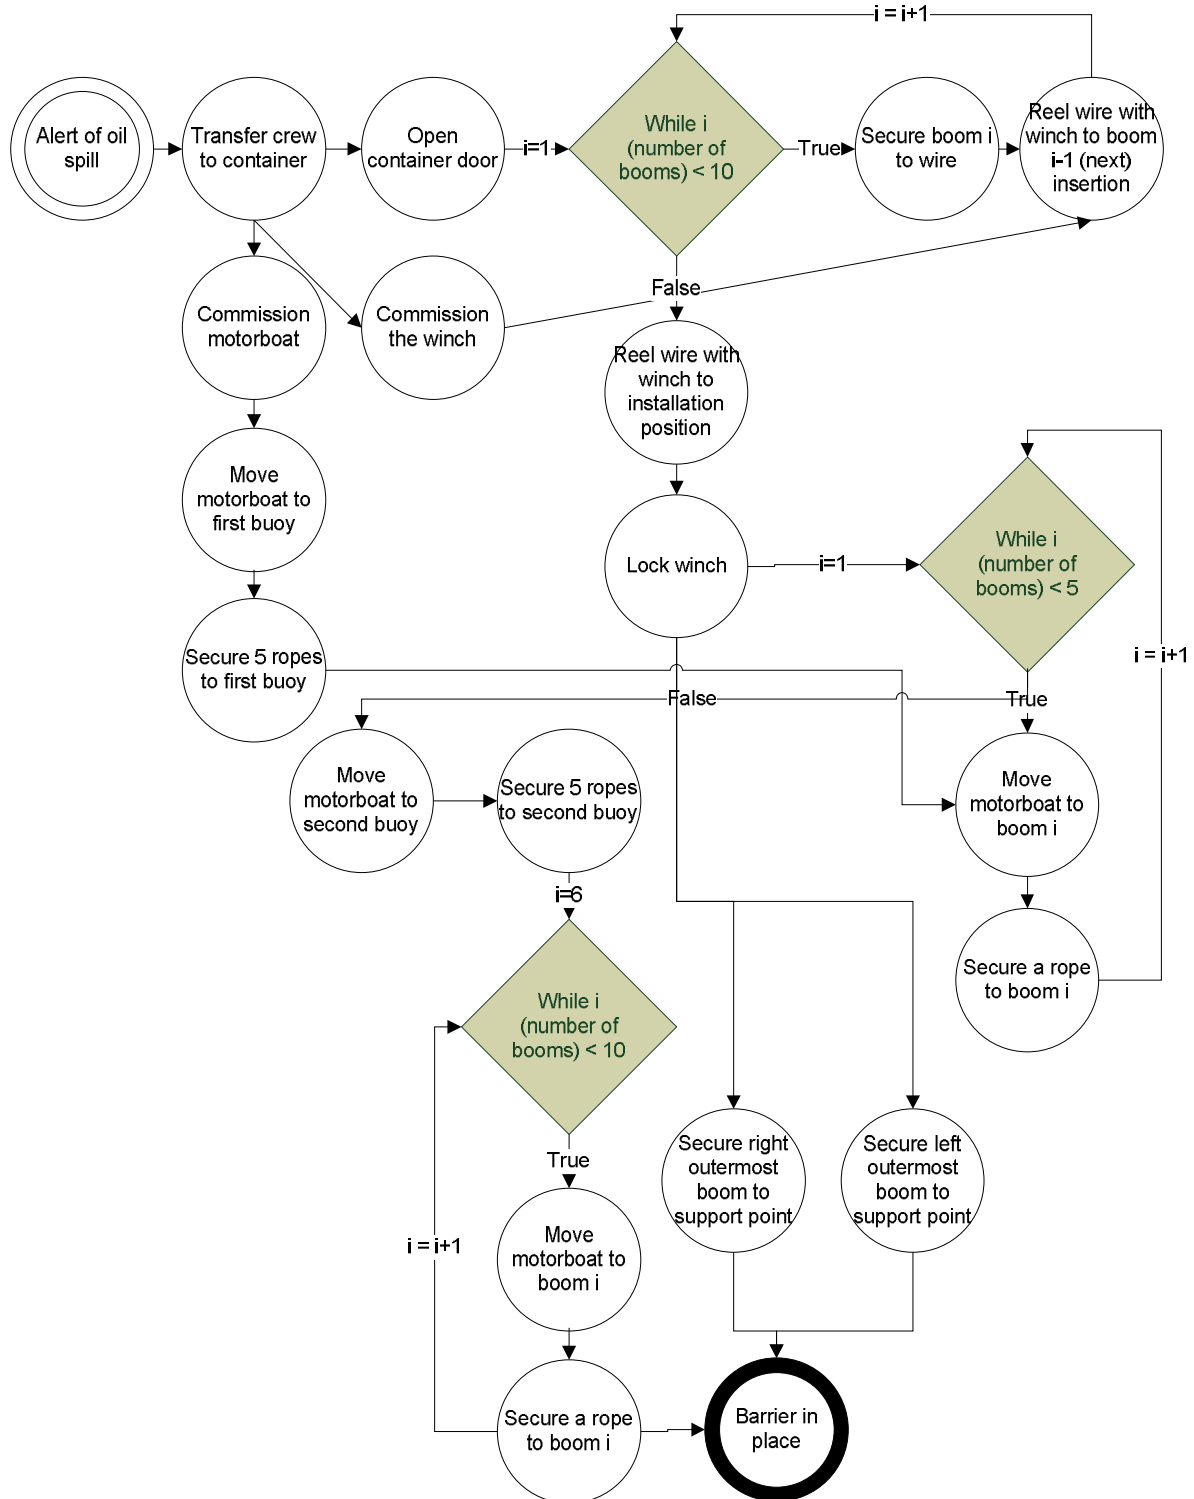 i = i+1
Alert of oil
spill
Transfer crew
to container
Open
container door
i=1
While i
(number of
booms) < 10
True
Secure boom i
to wire
Reel wire with
winch to boom
i-1 (next)
insertion
Commission
motorboat
Commission
the winch
False
Reel wire with
winch to
installation
position
Move
motorboat to
first buoy
Lock winch
i=1
While i
(number of
booms) < 5
i = i+1
Secure 5 ropes
to first buoy
False
True
Move
motorboat to
second buoy
Secure 5 ropes
to second buoy
Move
motorboat to
boom i
i=6
Secure a rope
to boom i
While i
(number of
booms) < 10
True
Secure right
outermost
boom to
support point
Secure left
outermost
boom to
support point
i = i+1
Move
motorboat to
boom i
Secure a rope
to boom i
Barrier in
place